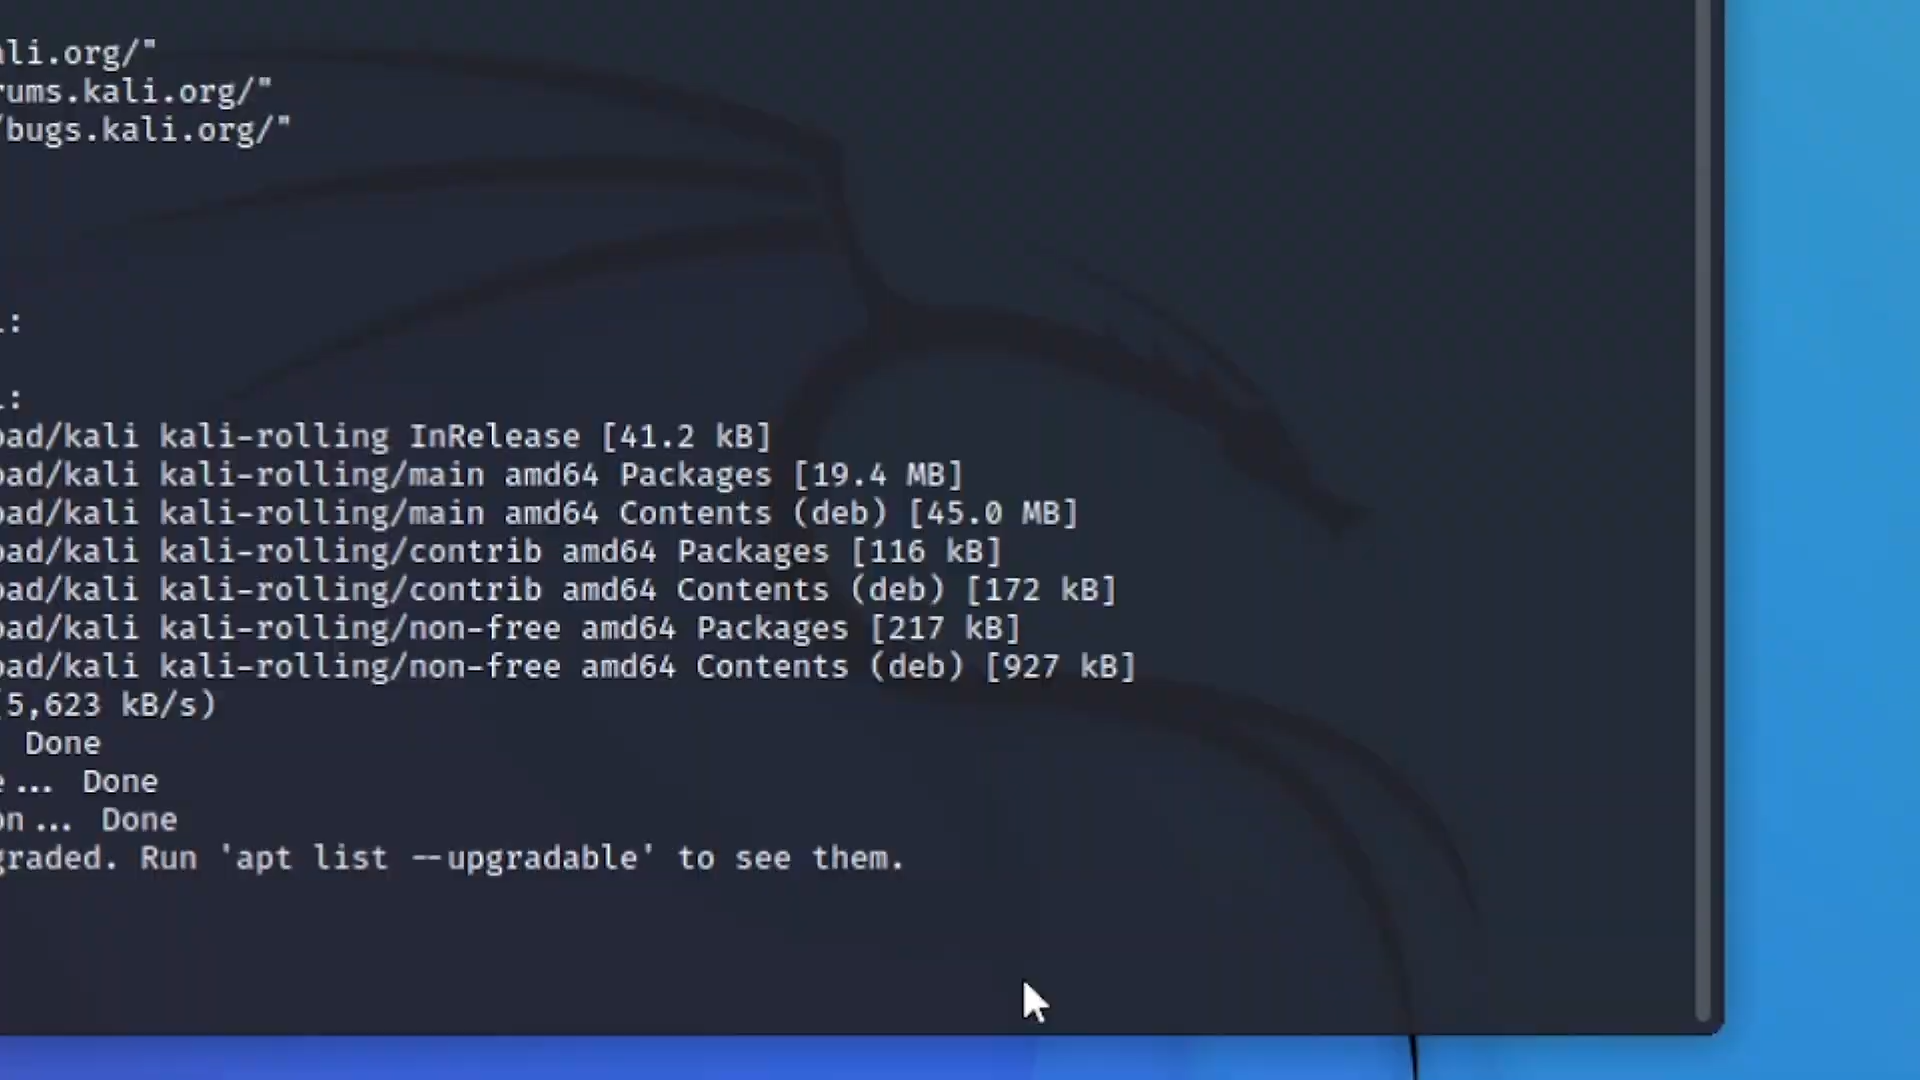 ali.org/"
rums.kali.org/"
/bugs.kali.org/"
:
:
oad/kali kali-rolling InRelease [41.2 kB]
oad/kali kali-rolling/main amd64 Packages [19.4 MB]
oad/kali kali-rolling/main amd64 Contents (deb) [45.0 MB]
oad/kali kali-rolling/contrib amd64 Packages [116 kB]
oad/kali kali-rolling/contrib amd64 Contents (deb) [172 kB]
oad/kali kali-rolling/non-free amd64 Packages [217 kB]
oad/kali kali-rolling/non-free amd64 Contents (deb) [927 kB]
(5,623 kB/s)
Done
e... Done
on... Done
graded. Run 'apt list --upgradable' to see them.